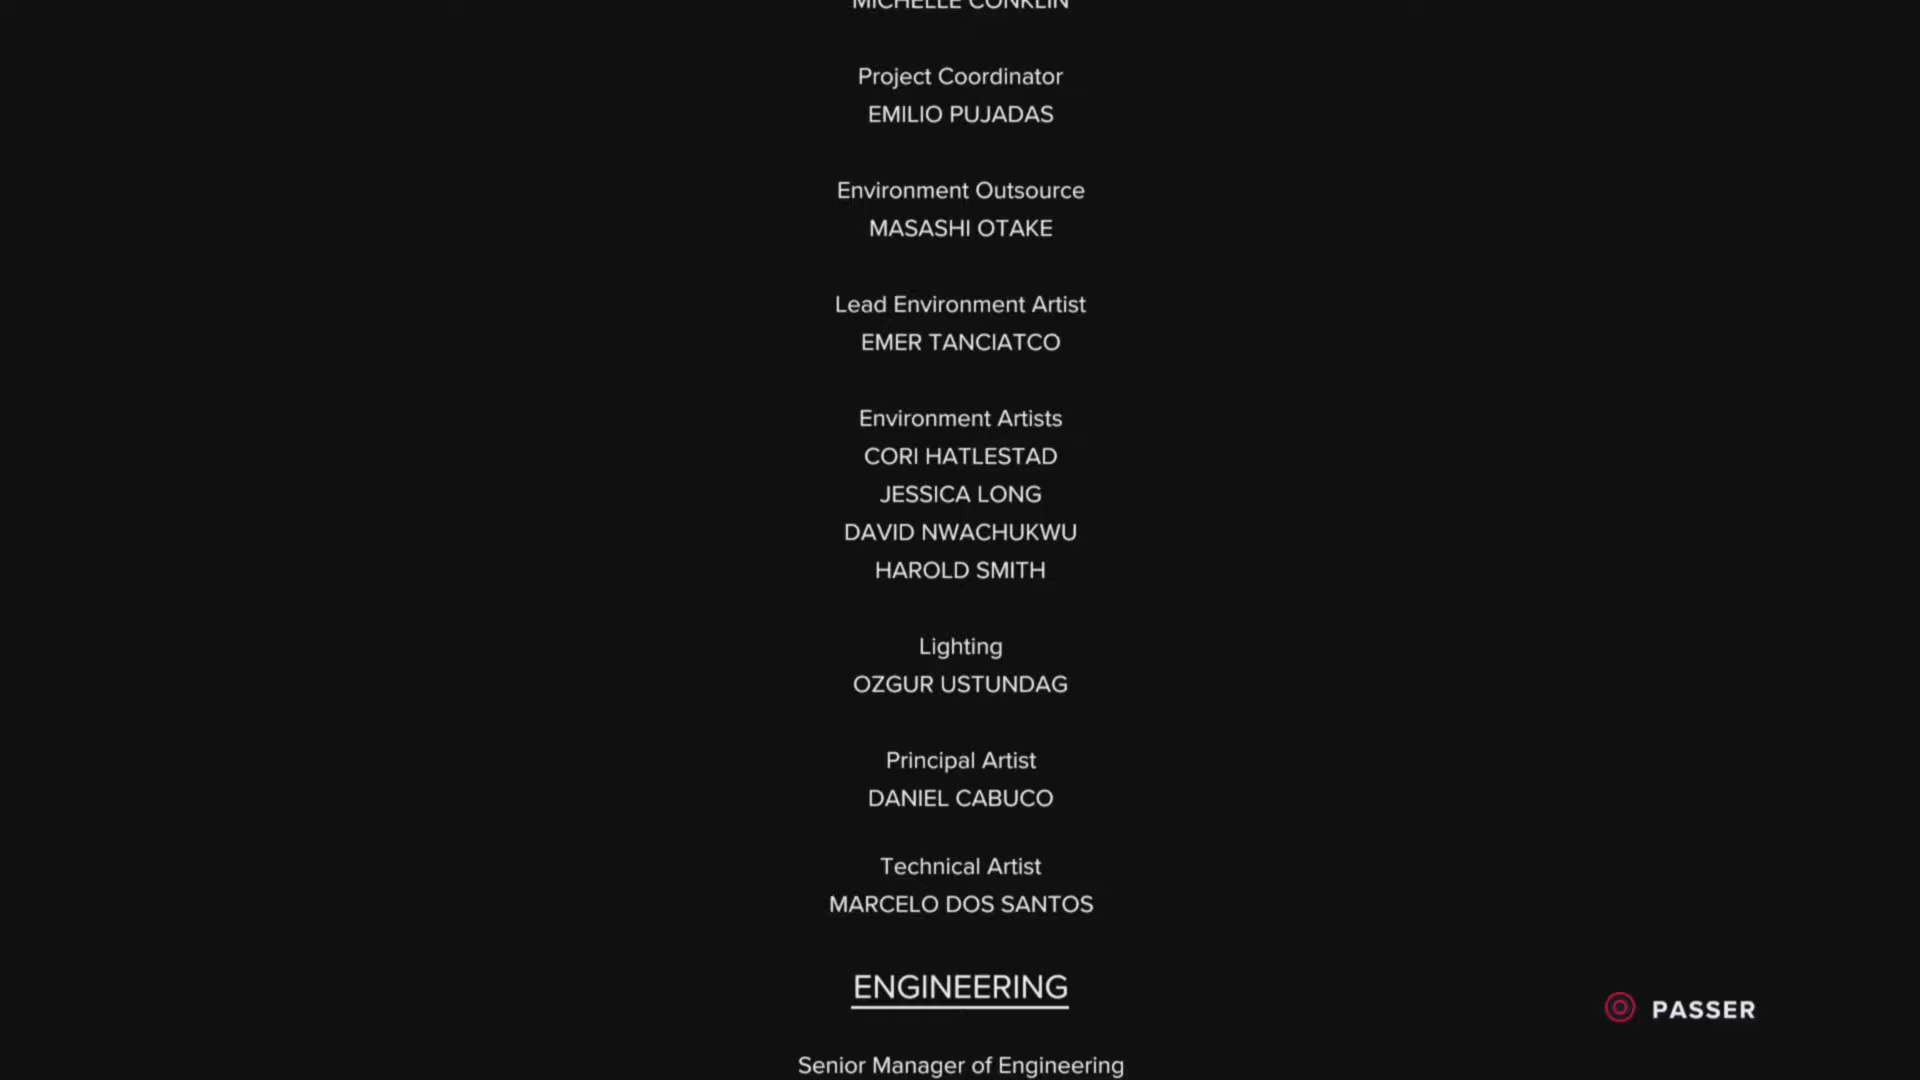 MICHELLE CONKLIN
Project Coordinator
EMILIO PUJADAS
Environment Outsource
MASASHI OTAKE
Lead Environment Artist
EMER TANCIATCO
Environment Artists
CORI HATLESTAD
JESSICA LONG
DAVID NWACHUKWU
HAROLD SMITH
Lighting
OZGUR USTUNDAG
Principal Artist
DANIEL CABUCO
Technical Artist
MARCELO DOS SANTOS
ENGINEERING
PASSER
Senior Manager of Engineering